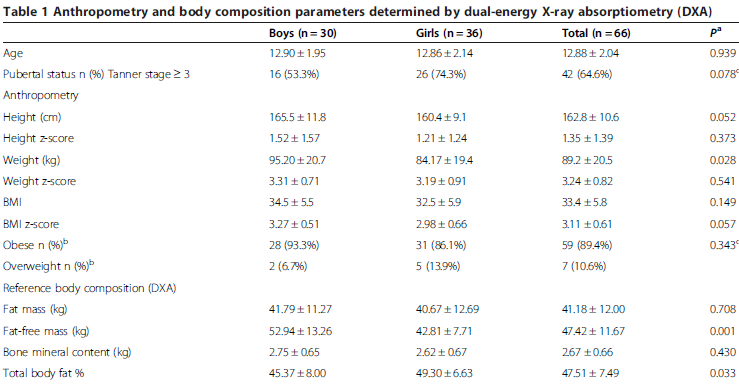 Table 1 Anthropometry and body composition parameters determined by dual-energy X-ray absorptiometry (DXA)
Boys (n = 30) Girls (n = 36) Total (n = 66) Pa
Age 12.90 ± 1.95 12.86 ± 2.14 12.88 ± 2.04 0.939
Pubertal status n (%) Tanner stage ≥ 3 16 (53.3%) 26 (74.3%) 42 (64.6%) 0.078c
Anthropometry
Height (cm) 165.5 ± 11.8 160.4 ± 9.1 162.8 ± 10.6 0.052
Height z-score 1.52 ± 1.57 1.21 ± 1.24 1.35 ± 1.39 0.373
Weight (kg) 95.20 ± 20.7 84.17 ± 19.4 89.2 ± 20.5 0.028
Weight z-score 3.31 ± 0.71 3.19 ± 0.91 3.24 ± 0.82 0.541
BMI 34.5 ± 5.5 32.5 ± 5.9 33.4 ± 5.8 0.149
BMI z-score 3.27 ± 0.51 2.98 ± 0.66 3.11 ± 0.61 0.057
Obese n (%)b 28 (93.3%) 31 (86.1%) 59 (89.4%) 0.343c
Overweight n (%)b 2 (6.7%) 5 (13.9%) 7 (10.6%)
Reference body composition (DXA)
Fat mass (kg) 41.79 ± 11.27 40.67 ± 12.69 41.18 ± 12.00 0.708
Fat-free mass (kg) 52.94 ± 13.26 42.81 ± 7.71 47.42 ± 11.67 0.001
Bone mineral content (kg) 2.75 ± 0.65 2.62 ± 0.67 2.67 ± 0.66 0.430
Total body fat % 45.37 ± 8.00 49.30 ± 6.63 47.51 ± 7.49 0.033